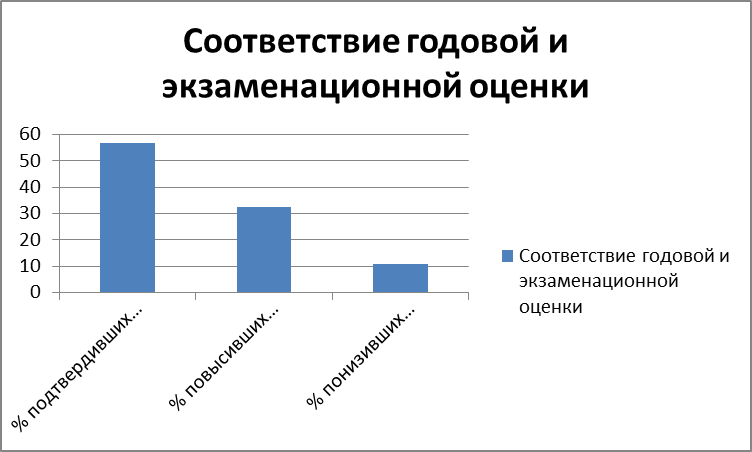 Соответствие годовой и
экзаменационной оценки
60
50
40
30
20
10
0
% подтвердивших...
% повысивших...
% понизивших...
Соответствие годовой и
экзаменационной
оценки